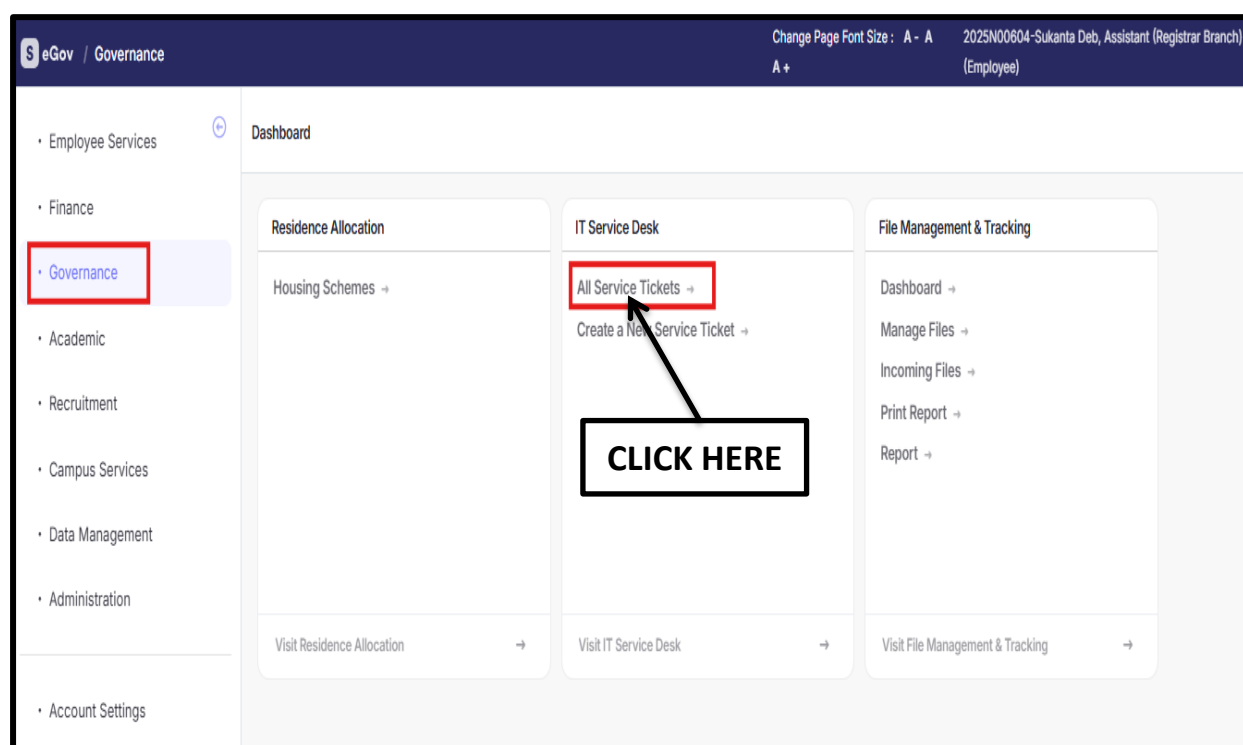 S eGov / Governance
Change Page Font Size : A - A
A +
2025N00604-Sukanta Deb, Assistant (Registrar Branch)
(Employee)
• Employee Services
• Finance
• Governance
• Academic
• Recruitment
• Campus Services
• Data Management
• Administration
• Account Settings
Dashboard
Residence Allocation
Housing Schemes →
Visit Residence Allocation →
IT Service Desk
All Service Tickets →
Create a New Service Ticket →
CLICK HERE
Visit IT Service Desk →
File Management & Tracking
Dashboard →
Manage Files →
Incoming Files →
Print Report →
Report →
Visit File Management & Tracking →